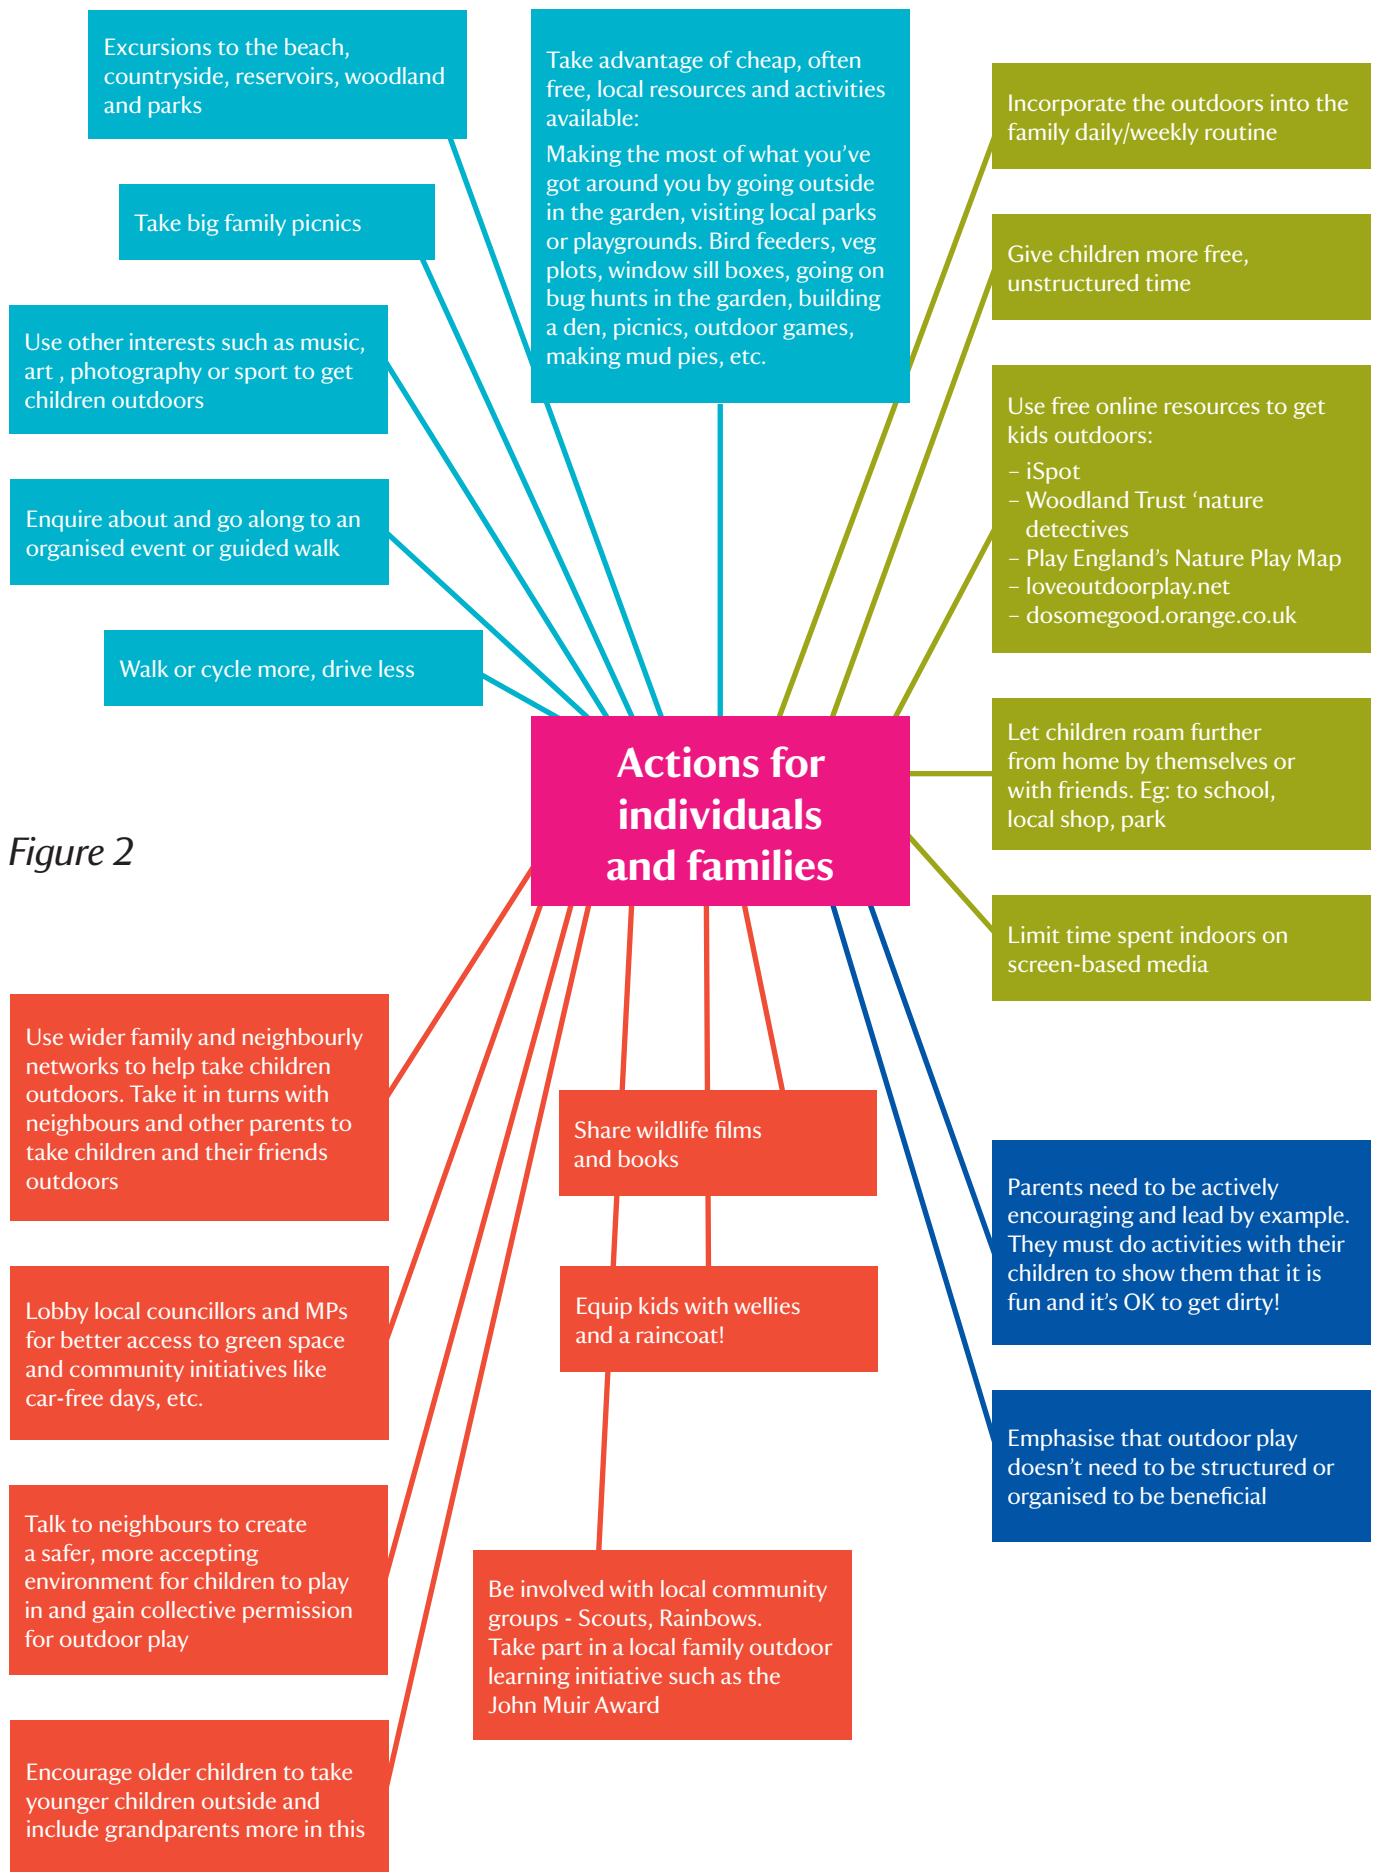 Excursions to the beach,
countryside, reservoirs, woodland
and parks
Take big family picnics
Use other interests such as music,
art , photography or sport to get
children outdoors
Enquire about and go along to an
organised event or guided walk
Walk or cycle more, drive less
Take advantage of cheap, often
free, local resources and activities
available:
Making the most of what you’ve
got around you by going outside
in the garden, visiting local parks
or playgrounds. Bird feeders, veg
plots, window sill boxes, going on
bug hunts in the garden, building
a den, picnics, outdoor games,
making mud pies, etc.
Incorporate the outdoors into the
family daily/weekly routine
Give children more free,
unstructured time
Use free online resources to get
kids outdoors:
– iSpot
– Woodland Trust ‘nature
detectives
– Play England’s Nature Play Map
– loveoutdoorplay.net
– dosomegood.orange.co.uk
Let children roam further
from home by themselves or
with friends. Eg: to school,
local shop, park
Limit time spent indoors on
screen-based media
Actions for
individuals
and families
Figure 2
Use wider family and neighbourly
networks to help take children
outdoors. Take it in turns with
neighbours and other parents to
take children and their friends
outdoors
Lobby local councillors and MPs
for better access to green space
and community initiatives like
car-free days, etc.
Talk to neighbours to create
a safer, more accepting
environment for children to play
in and gain collective permission
for outdoor play
Encourage older children to take
younger children outside and
include grandparents more in this
Share wildlife films
and books
Equip kids with wellies
and a raincoat!
Be involved with local community
groups - Scouts, Rainbows.
Take part in a local family outdoor
learning initiative such as the
John Muir Award
Parents need to be actively
encouraging and lead by example.
They must do activities with their
children to show them that it is
fun and it’s OK to get dirty!
Emphasise that outdoor play
doesn’t need to be structured or
organised to be beneficial